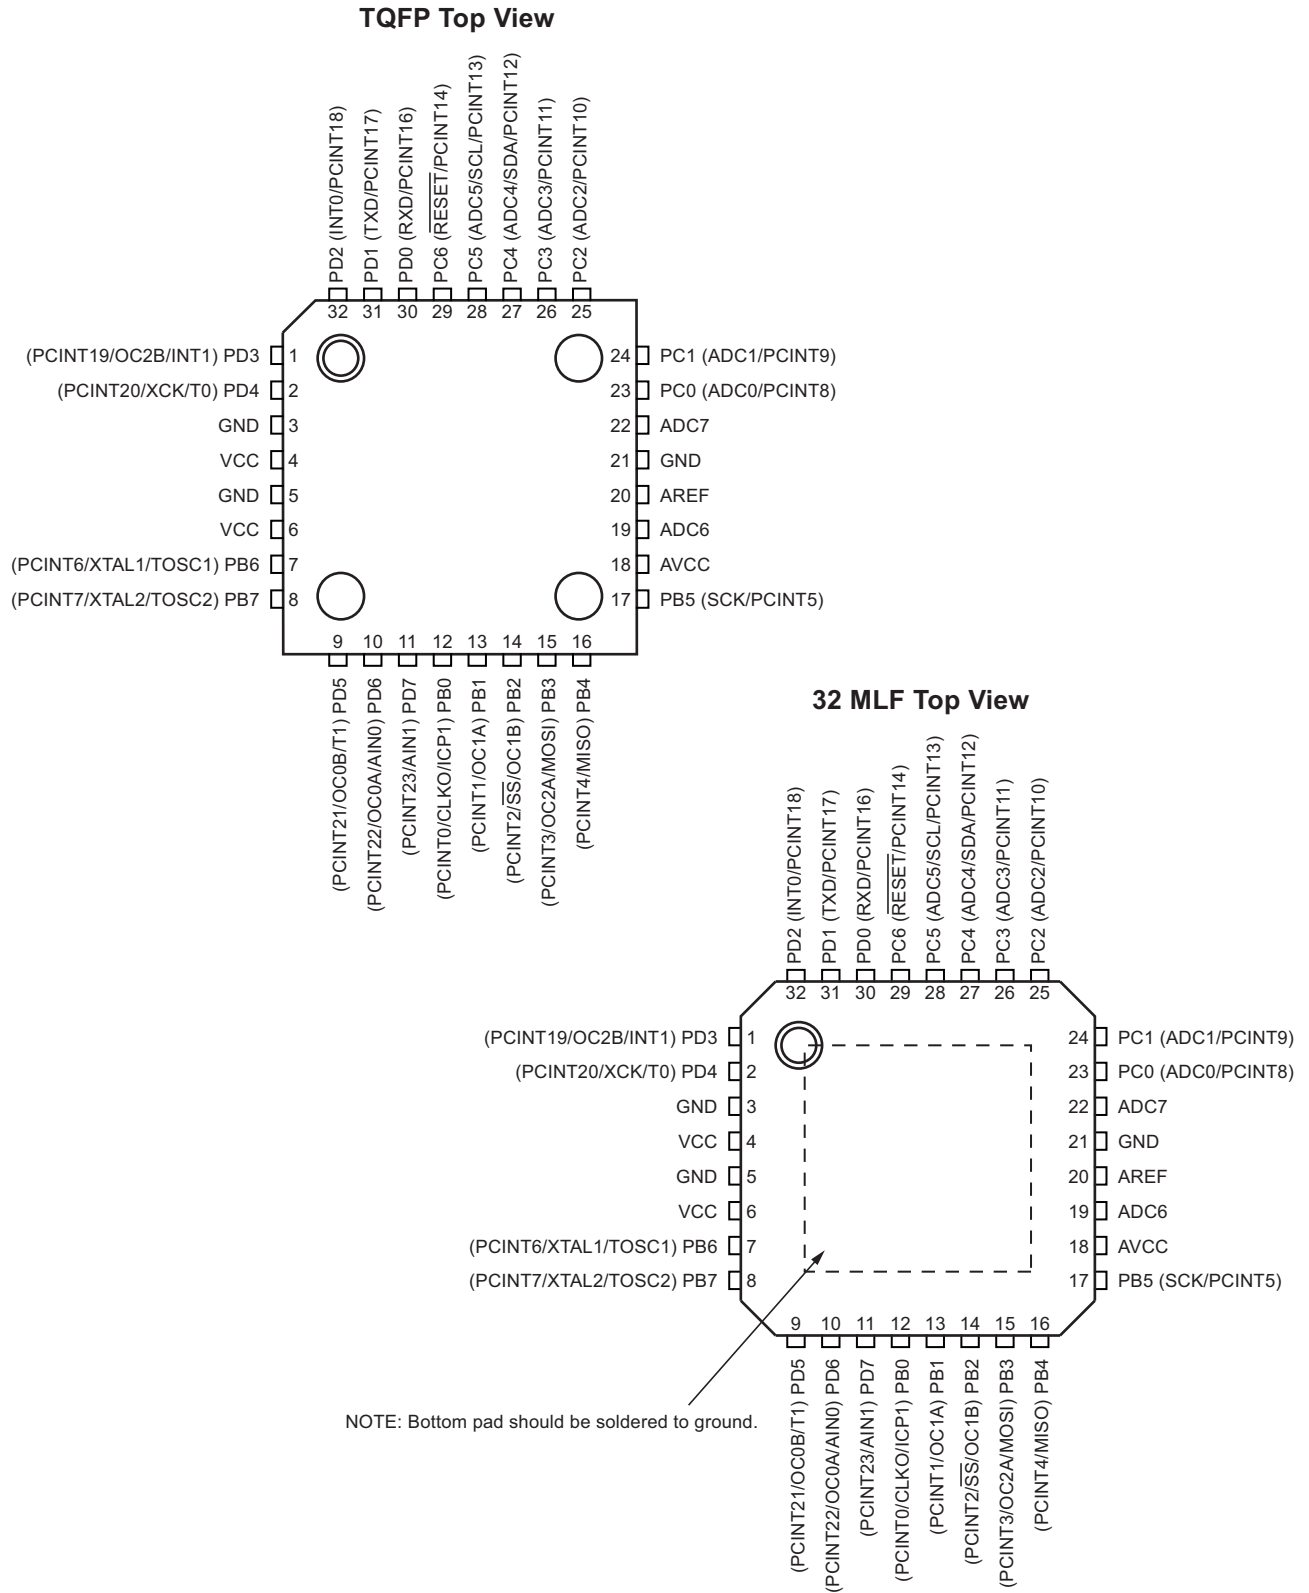 TQFP Top View
PD2 (INT0/PCINT18)
PD1 (TXD/PCINT17)
PD0 (RXD/PCINT16)
PC6 (RESET/PCINT14)
PC5 (ADC5/SCL/PCINT13)
PC4 (ADC4/SDA/PCINT12)
PC3 (ADC3/PCINT11)
PC2 (ADC2/PCINT10)
32 31 30 29 28 27 26 25
(PCINT19/OC2B/INT1) PD3 1
(PCINT20/XCK/T0) PD4 2
GND 3
VCC 4
GND 5
VCC 6
(PCINT6/XTAL1/TOSC1) PB6 7
(PCINT7/XTAL2/TOSC2) PB7 8
24 PC1 (ADC1/PCINT9)
23 PC0 (ADC0/PCINT8)
22 ADC7
21 GND
20 AREF
19 ADC6
18 AVCC
17 PB5 (SCK/PCINT5)
9 10 11 12 13 14 15 16
(PCINT21/OC0B/T1) PD5
(PCINT22/OC0A/AIN0) PD6
(PCINT23/AIN1) PD7
(PCINT0/CLKO/ICP1) PB0
(PCINT1/OC1A) PB1
(PCINT2/SS/OC1B) PB2
(PCINT3/OC2A/MOSI) PB3
(PCINT4/MISO) PB4
32 MLF Top View
PD2 (INT0/PCINT18)
PD1 (TXD/PCINT17)
PD0 (RXD/PCINT16)
PC6 (RESET/PCINT14)
PC5 (ADC5/SCL/PCINT13)
PC4 (ADC4/SDA/PCINT12)
PC3 (ADC3/PCINT11)
PC2 (ADC2/PCINT10)
32 31 30 29 28 27 26 25
(PCINT19/OC2B/INT1) PD3 1
(PCINT20/XCK/T0) PD4 2
GND 3
VCC 4
GND 5
VCC 6
(PCINT6/XTAL1/TOSC1) PB6 7
(PCINT7/XTAL2/TOSC2) PB7 8
24 PC1 (ADC1/PCINT9)
23 PC0 (ADC0/PCINT8)
22 ADC7
21 GND
20 AREF
19 ADC6
18 AVCC
17 PB5 (SCK/PCINT5)
9 10 11 12 13 14 15 16
(PCINT21/OC0B/T1) PD5
(PCINT22/OC0A/AIN0) PD6
(PCINT23/AIN1) PD7
(PCINT0/CLKO/ICP1) PB0
(PCINT1/OC1A) PB1
(PCINT2/SS/OC1B) PB2
(PCINT3/OC2A/MOSI) PB3
(PCINT4/MISO) PB4
NOTE: Bottom pad should be soldered to ground.